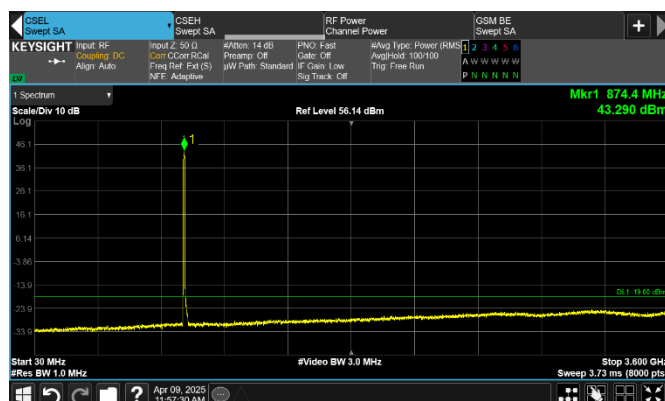 CSEL
Swept SA
CSEH
Swept SA
RF Power
Channel Power
GSM BE
Swept SA
+
KEYSIGHT
Input: RF
Coupling: DC
Align: Auto
Input Z: 50 Ω
Corr CCorr RCal
Freq Ref: Ext (S)
NFE: Adaptive
#Atten: 14 dB
Preamp: Off
µW Path: Standard
PNO: Fast
Gate: Off
IF Gain: Low
Sig Track: Off
#Avg Type: Power (RMS
Avg|Hold: 100/100
Trig: Free Run
1 2 3 4 5 6
A W W W W W
P N N N N N
1 Spectrum
Scale/Div 10 dB
Log
Ref Level 56.14 dBm
Mkr1 874.4 MHz
43.290 dBm
1
46.1
36.1
26.1
16.1
6.14
-3.86
-13.9
-23.9
-33.9
DL1 -19.00 dBm
Start 30 MHz
#Res BW 1.0 MHz
#Video BW 3.0 MHz
Stop 3.600 GHz
Sweep 3.73 ms (8000 pts)
?
Apr 09, 2025
11:57:30 AM